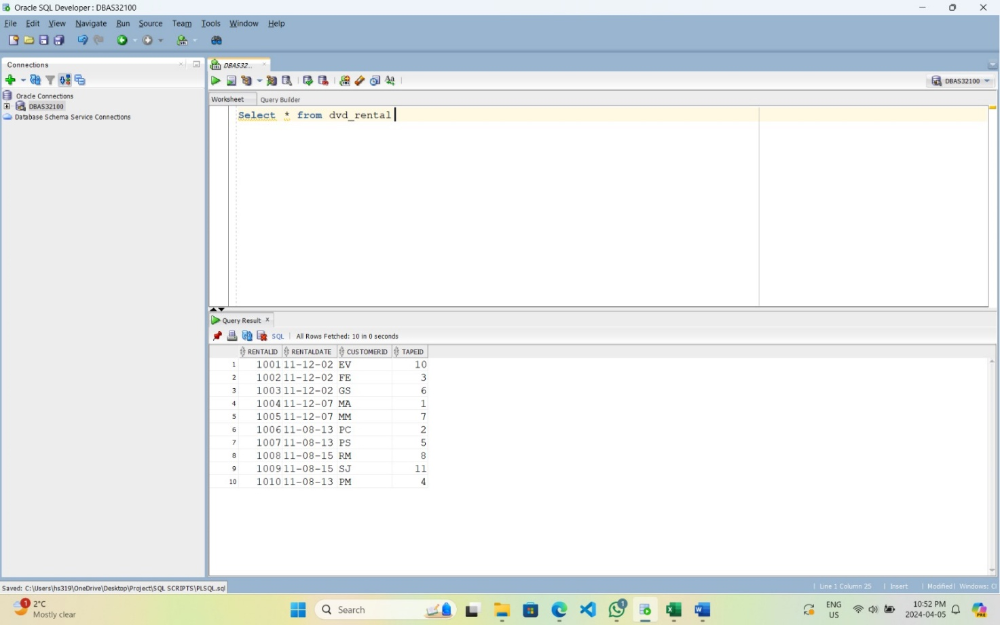 Oracle SQL Developer : DBAS32100
File Edit View Navigate Run Source Team Tools Window Help
Connections
Oracle Connections
DBAS32100
Database Schema Service Connections
DBAS32...
DBAS32100
Worksheet Query Builder
Select * from dvd_rental
Query Result
SQL All Rows Fetched: 10 in 0 seconds
RENTALID RENTALDATE CUSTOMERID TAPEID
1 1001 11-12-02 EV 10
2 1002 11-12-02 FE 3
3 1003 11-12-02 GS 6
4 1004 11-12-07 MA 1
5 1005 11-12-07 MM 7
6 1006 11-08-13 PC 2
7 1007 11-08-13 PS 5
8 1008 11-08-15 RM 8
9 1009 11-08-15 SJ 11
10 1010 11-08-13 PM 4
Saved: C:\Users\hs319\OneDrive\Desktop\Project\SQL SCRIPTS\PLSQL.sql
Line 1 Column 25 Insert Modified Windows: Cl
1
2°C
Mostly clear
Search
1
ENG
US
10:52 PM
2024-04-05
PRE